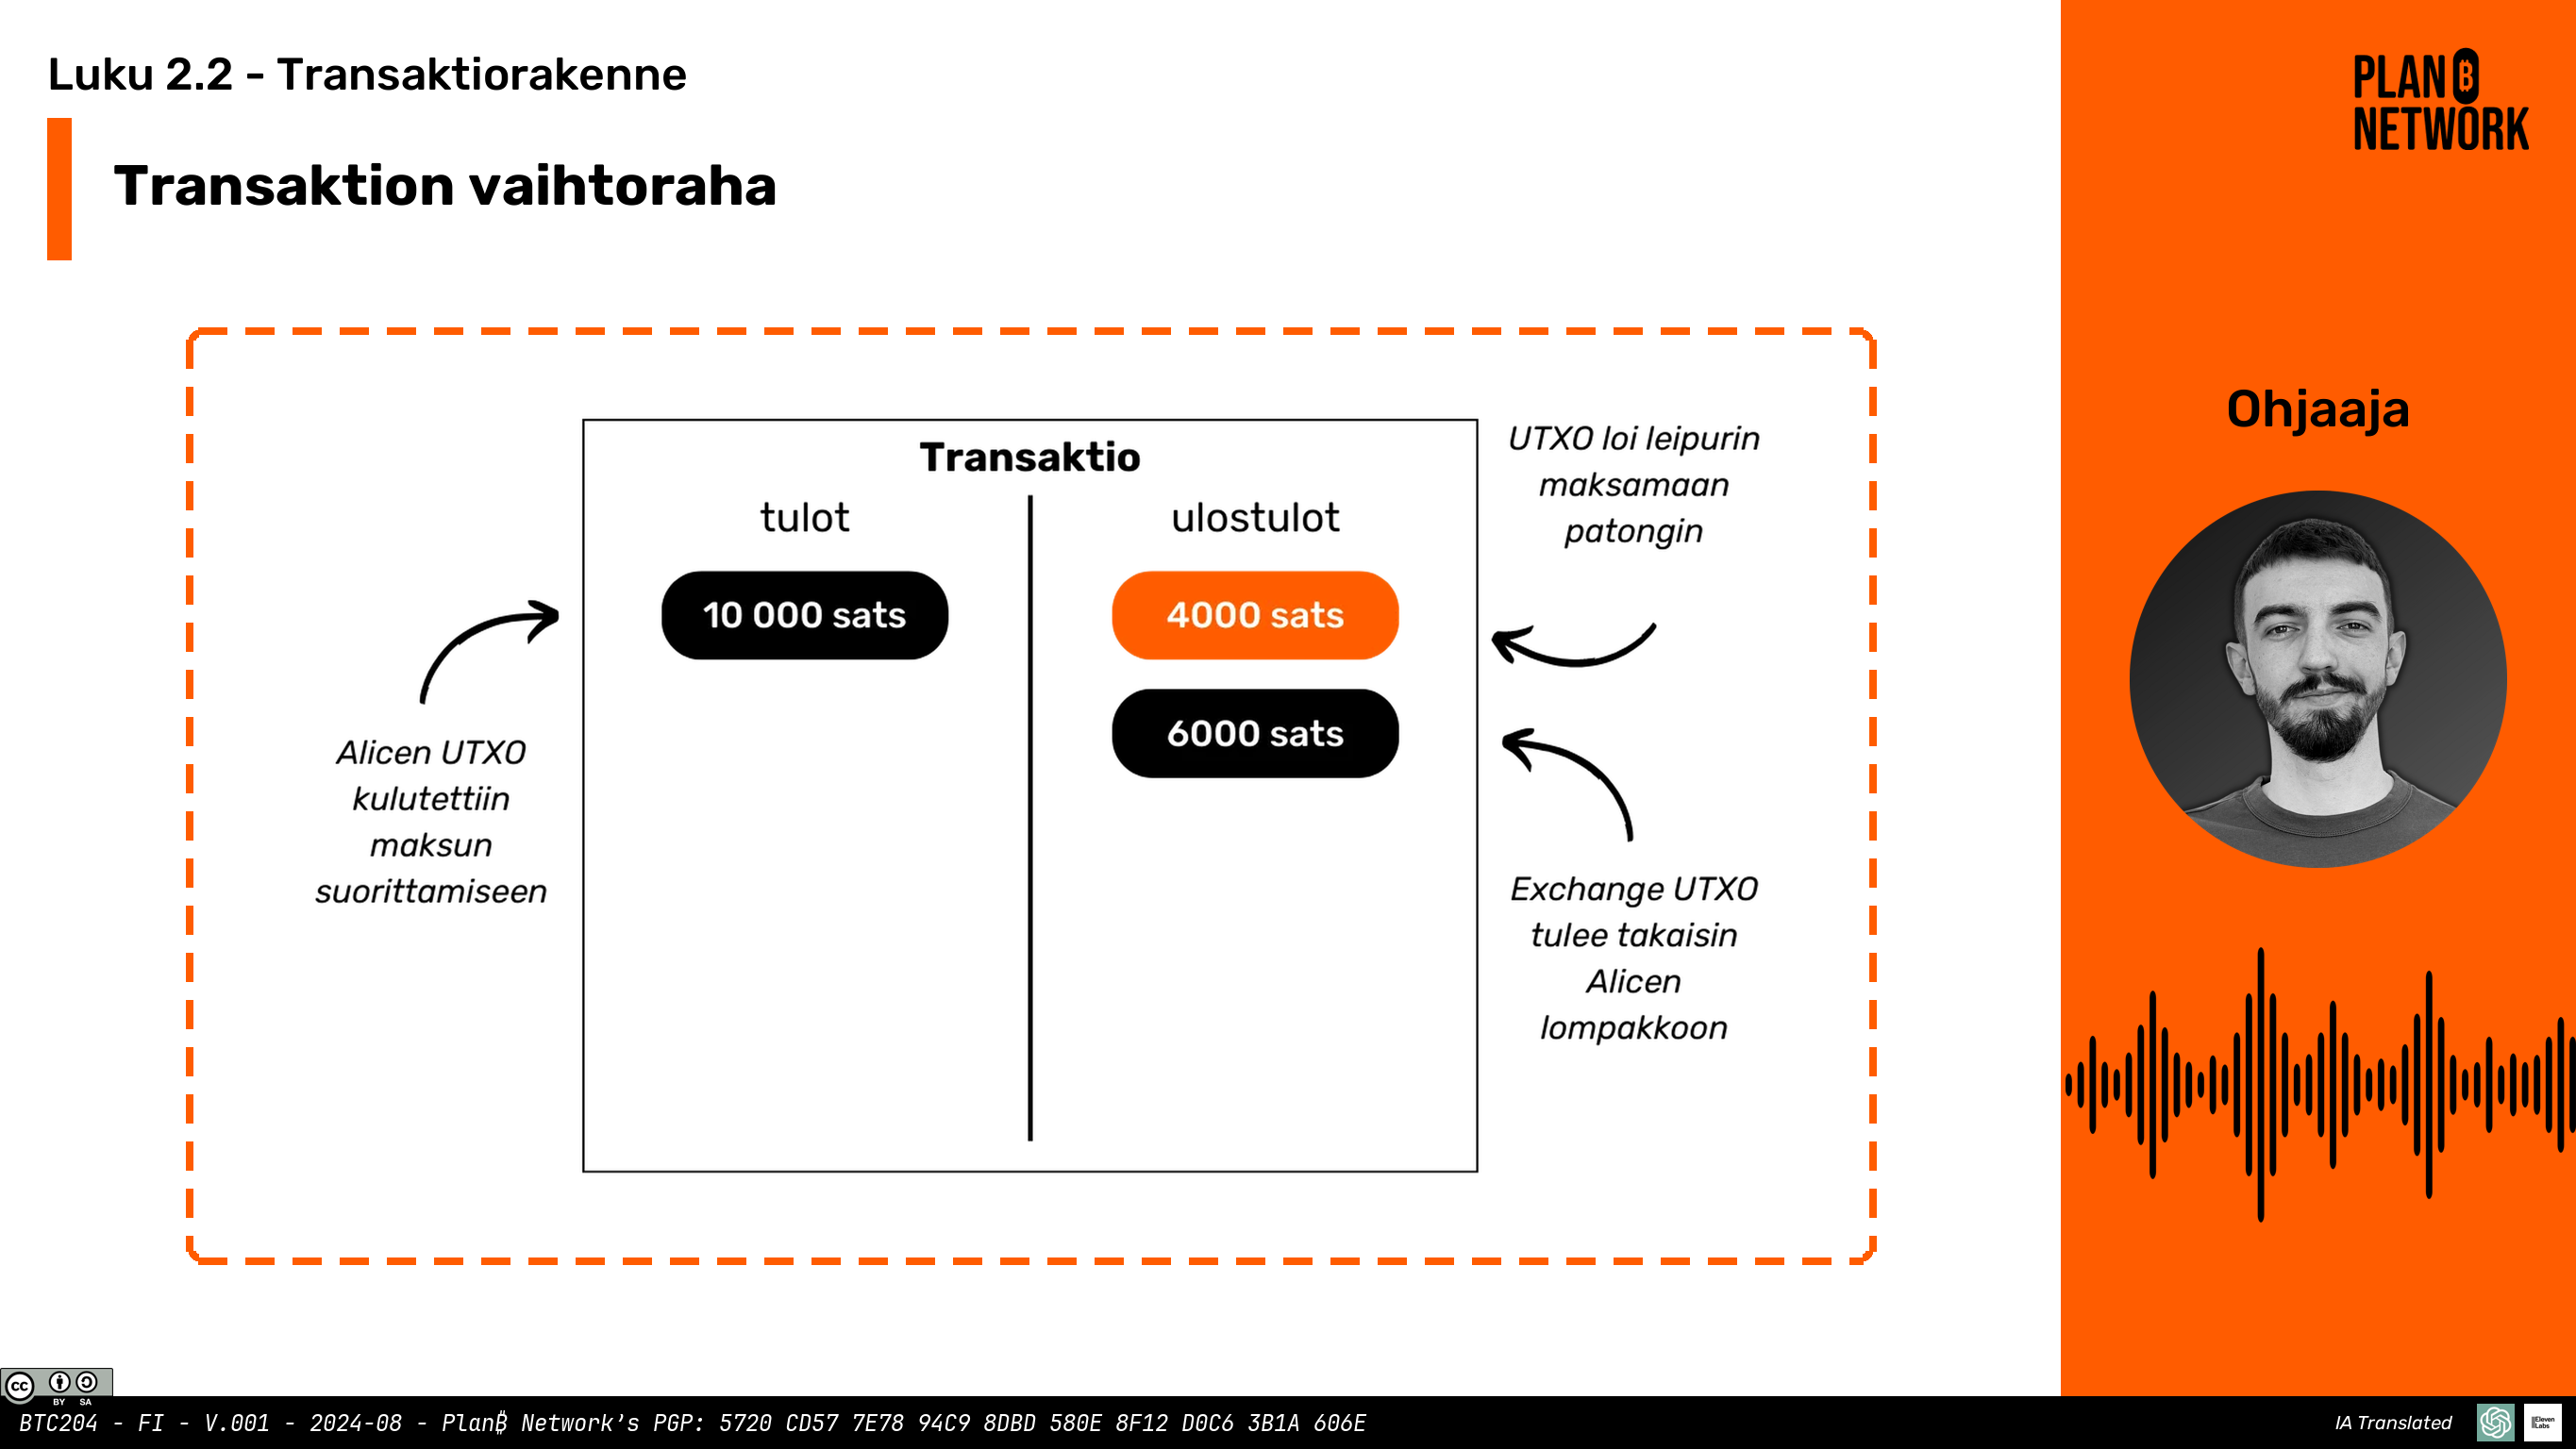 Luku 2.2 - Transaktiorakenne
Transaktion vaihtoraha
PLAN ₿
NETWORK
Ohjaaja
Transaktio
tulot
ulostulot
10 000 sats
4000 sats
6000 sats
Alicen UTXO
kulutettiin
maksun
suorittamiseen
UTXO loi leipurin
maksamaan
patongin
Exchange UTXO
tulee takaisin
Alicen
lompakkoon
cc BY SA
BTC204 - FI - V.001 - 2024-08 - Plan₿ Network's PGP: 5720 CD57 7E78 94C9 8DBD 580E 8F12 D0C6 3B1A 606E
IA Translated
ElevenLabs